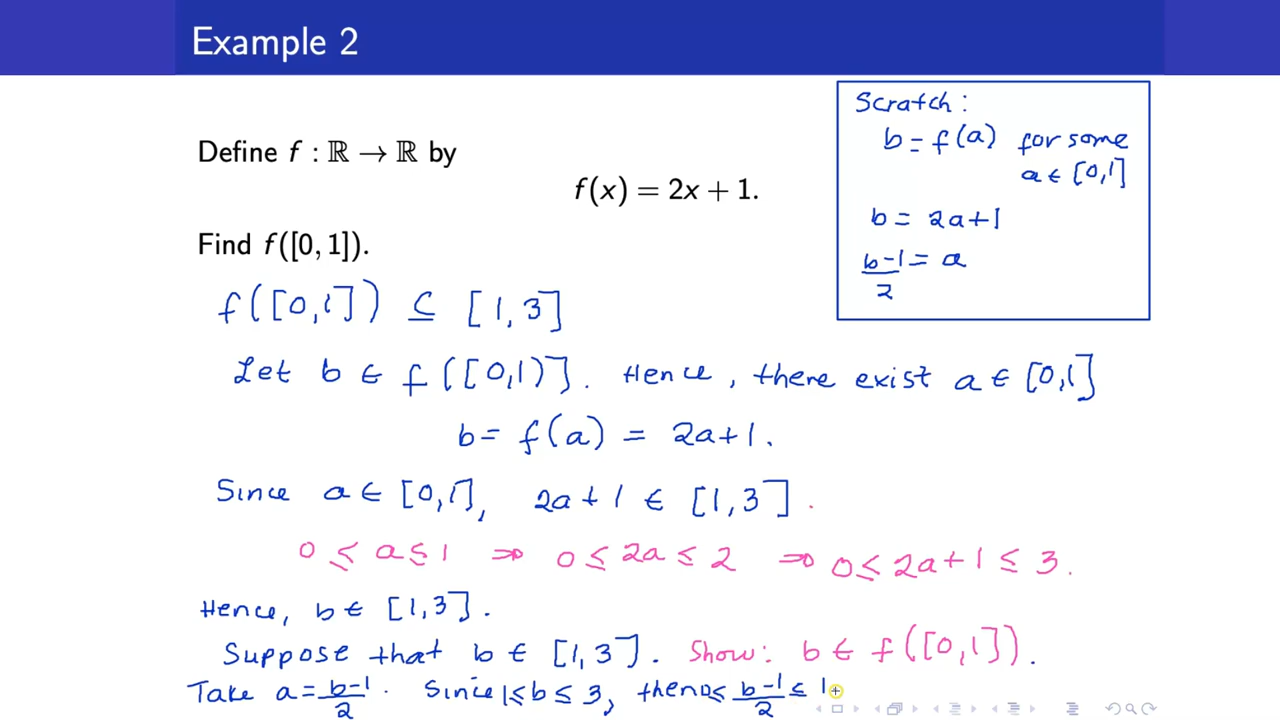 Example 2
Define f : ℝ → ℝ by
f(x) = 2x + 1.
Find f([0, 1]).
Scratch:
b = f(a) for some
a ∈ [0,1]
b = 2a+1
b-1/2 = a
f([0,1]) ⊆ [1,3]
Let b ∈ f([0,1)]. Hence, there exist a ∈ [0,1]
b = f(a) = 2a+1.
Since a ∈ [0,1], 2a+1 ∈ [1,3].
0 ≤ a ≤ 1 ⇒ 0 ≤ 2a ≤ 2 ⇒ 0 ≤ 2a+1 ≤ 3.
Hence, b ∈ [1,3].
Suppose that b ∈ [1,3]. Show: b ∈ f([0,1]).
Take a = b-1/2. Since 1 ≤ b ≤ 3, then 0 ≤ b-1/2 ≤ 1